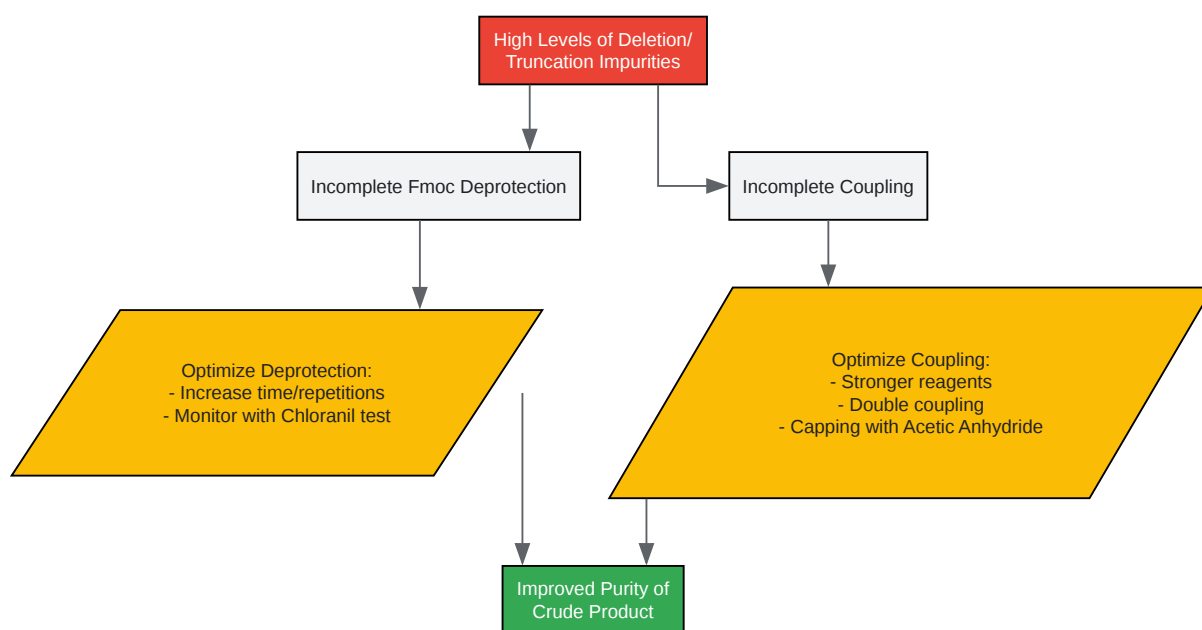 High Levels of Deletion/
Truncation Impurities
Incomplete Fmoc Deprotection
Incomplete Coupling
Optimize Deprotection:
- Increase time/repetitions
- Monitor with Chloranil test
Optimize Coupling:
- Stronger reagents
- Double coupling
- Capping with Acetic Anhydride
Improved Purity of
Crude Product